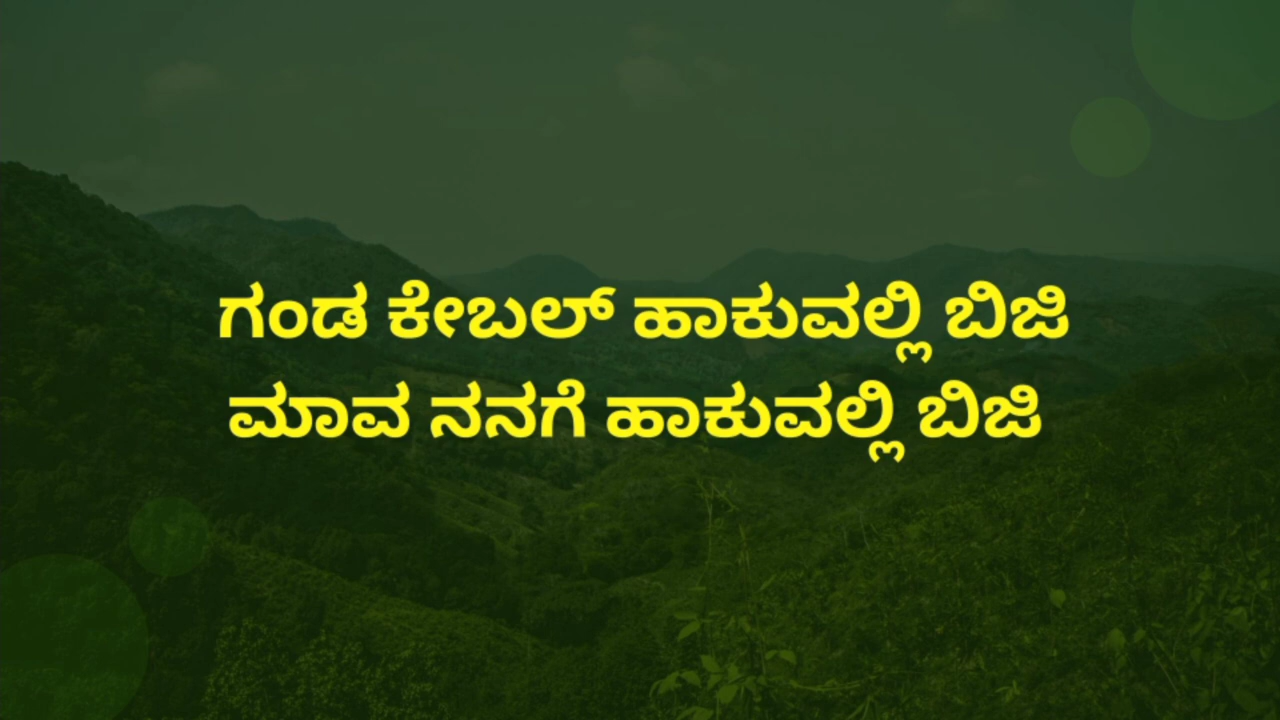 ಗಂಡ ಕೇಬಲ್ ಹಾಕುವಲ್ಲಿ ಬಿಜಿ
ಮಾವ ನನಗೆ ಹಾಕುವಲ್ಲಿ ಬಿಜಿ